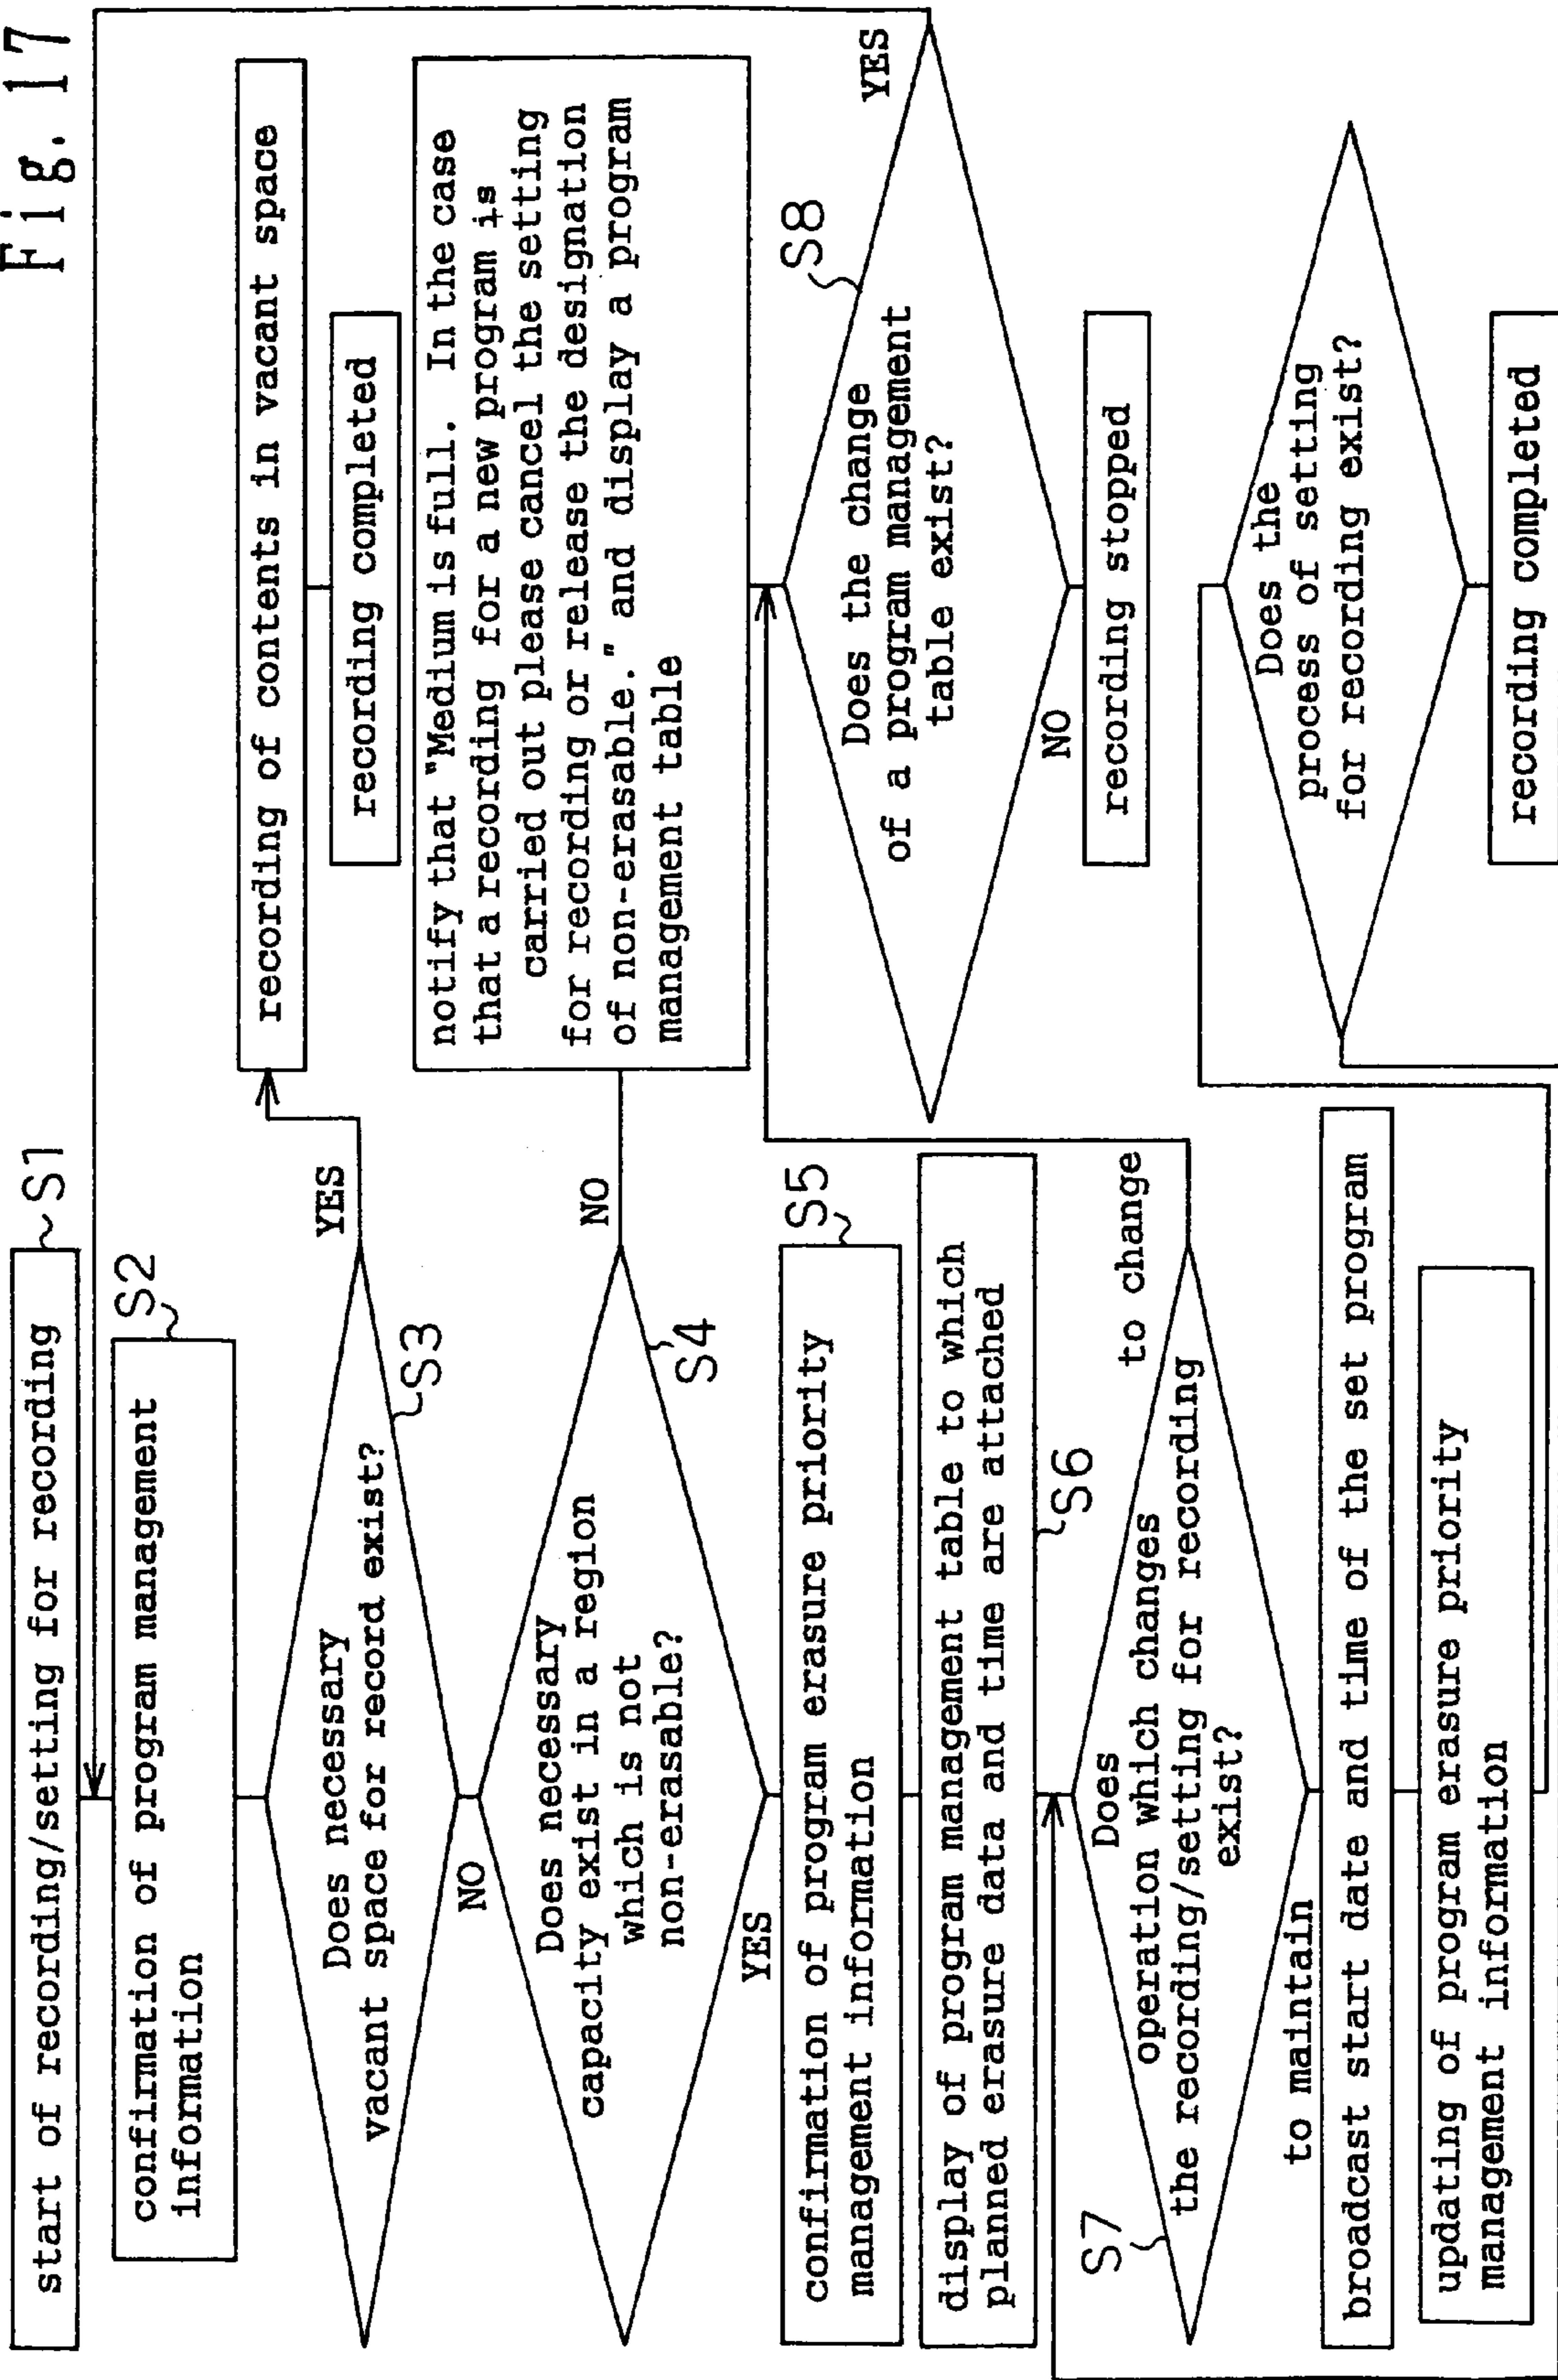 Fig. 17
start of recording/setting for recording
S1
confirmation of program management
information
S2
Does necessary
vacant space for record exist?
S3
YES
NO
recording of contents in vacant space
recording completed
Does necessary
capacity exist in a region
which is not
non-erasable?
S4
NO
YES
notify that "Medium is full. In the case
that a recording for a new program is
carried out please cancel the setting
for recording or release the designation
of non-erasable." and display a program
management table
confirmation of program erasure priority
management information
S5
display of program management table to which
planned erasure data and time are attached
S6
Does
operation which changes
the recording/setting for recording
exist?
S7
to change
to maintain
Does the change
of a program management
table exist?
S8
YES
NO
recording stopped
broadcast start date and time of the set program
updating of program erasure priority
management information
Does the
process of setting
for recording exist?
recording completed